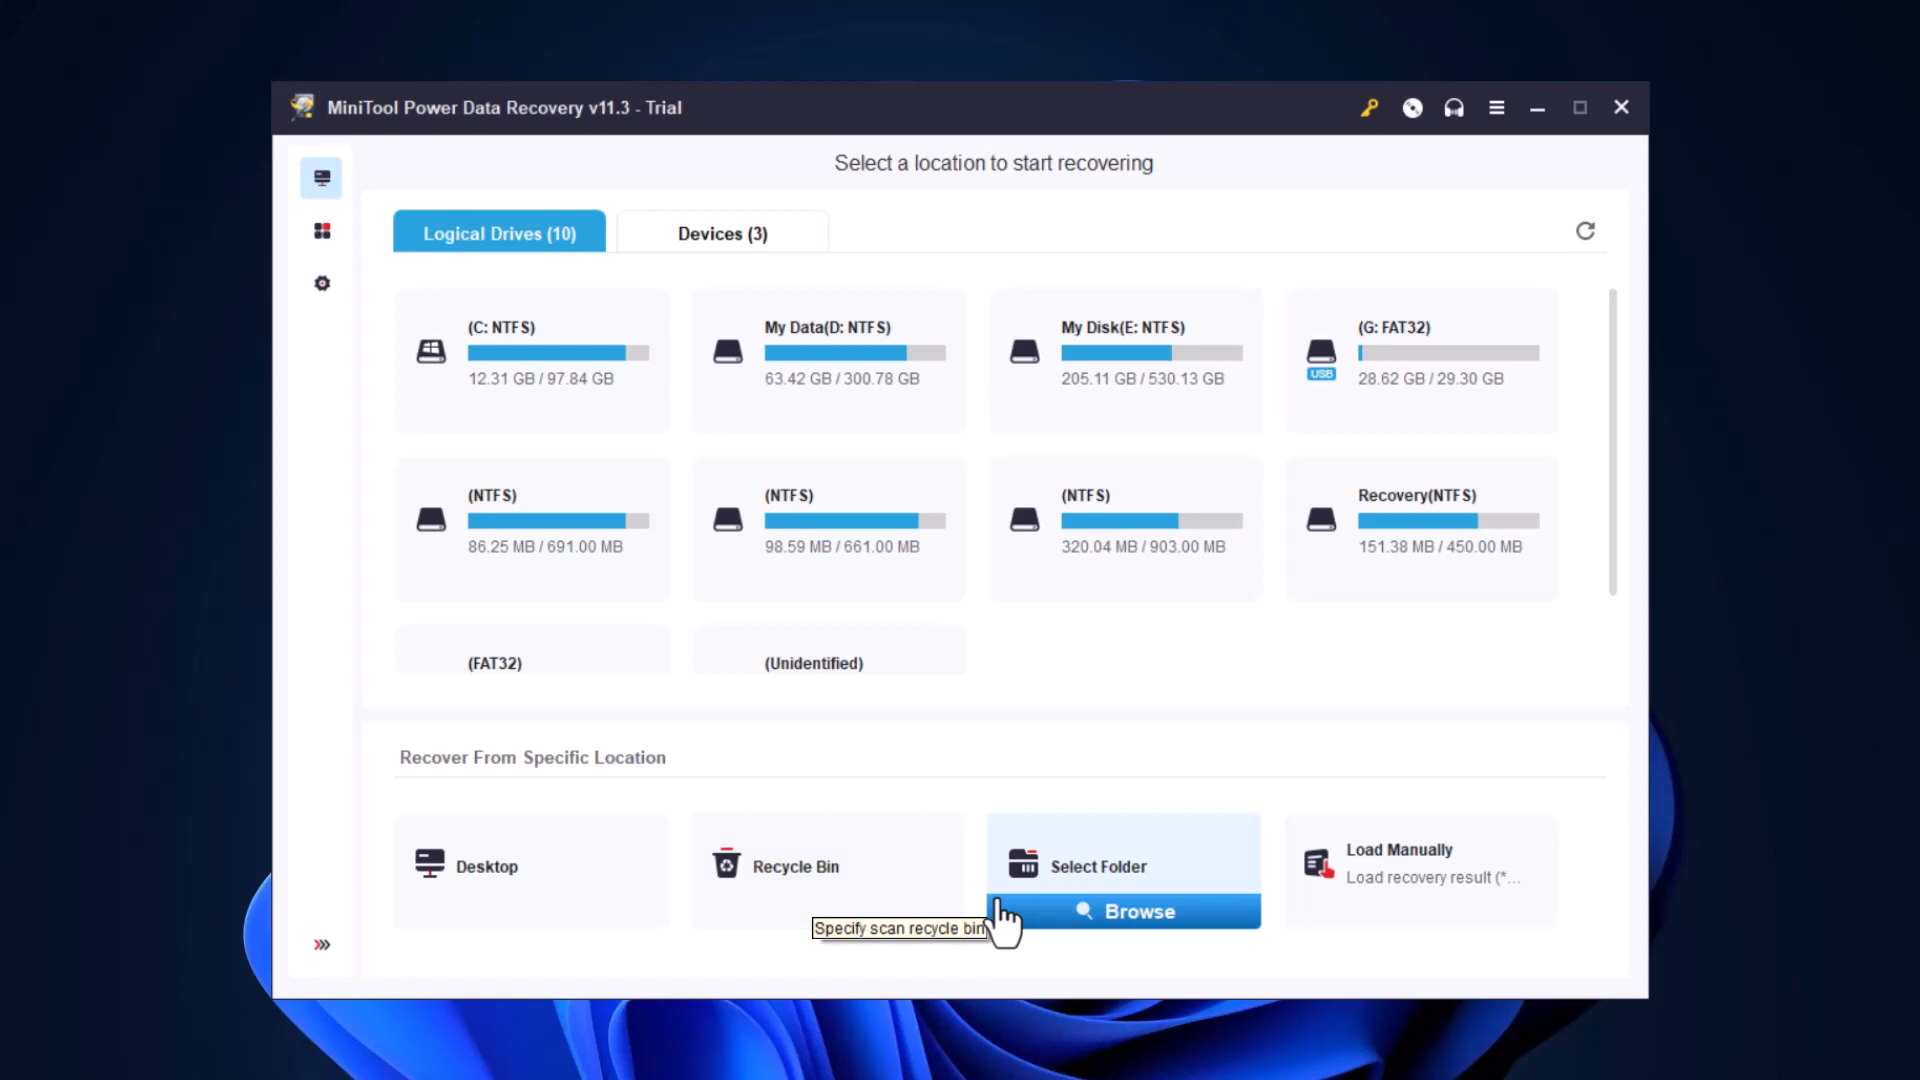 MiniTool Power Data Recovery v11.3 - Trial
Select a location to start recovering
Logical Drives (10)
Devices (3)
(C: NTFS)
12.31 GB / 97.84 GB
My Data(D: NTFS)
63.42 GB / 300.78 GB
My Disk(E: NTFS)
205.11 GB / 530.13 GB
(G: FAT32)
USB
28.62 GB / 29.30 GB
(NTFS)
86.25 MB / 691.00 MB
(NTFS)
98.59 MB / 661.00 MB
(NTFS)
320.04 MB / 903.00 MB
Recovery(NTFS)
151.38 MB / 450.00 MB
(FAT32)
(Unidentified)
Recover From Specific Location
Desktop
Recycle Bin
Select Folder
Browse
Load Manually
Load recovery result (*...
Specify scan recycle bin